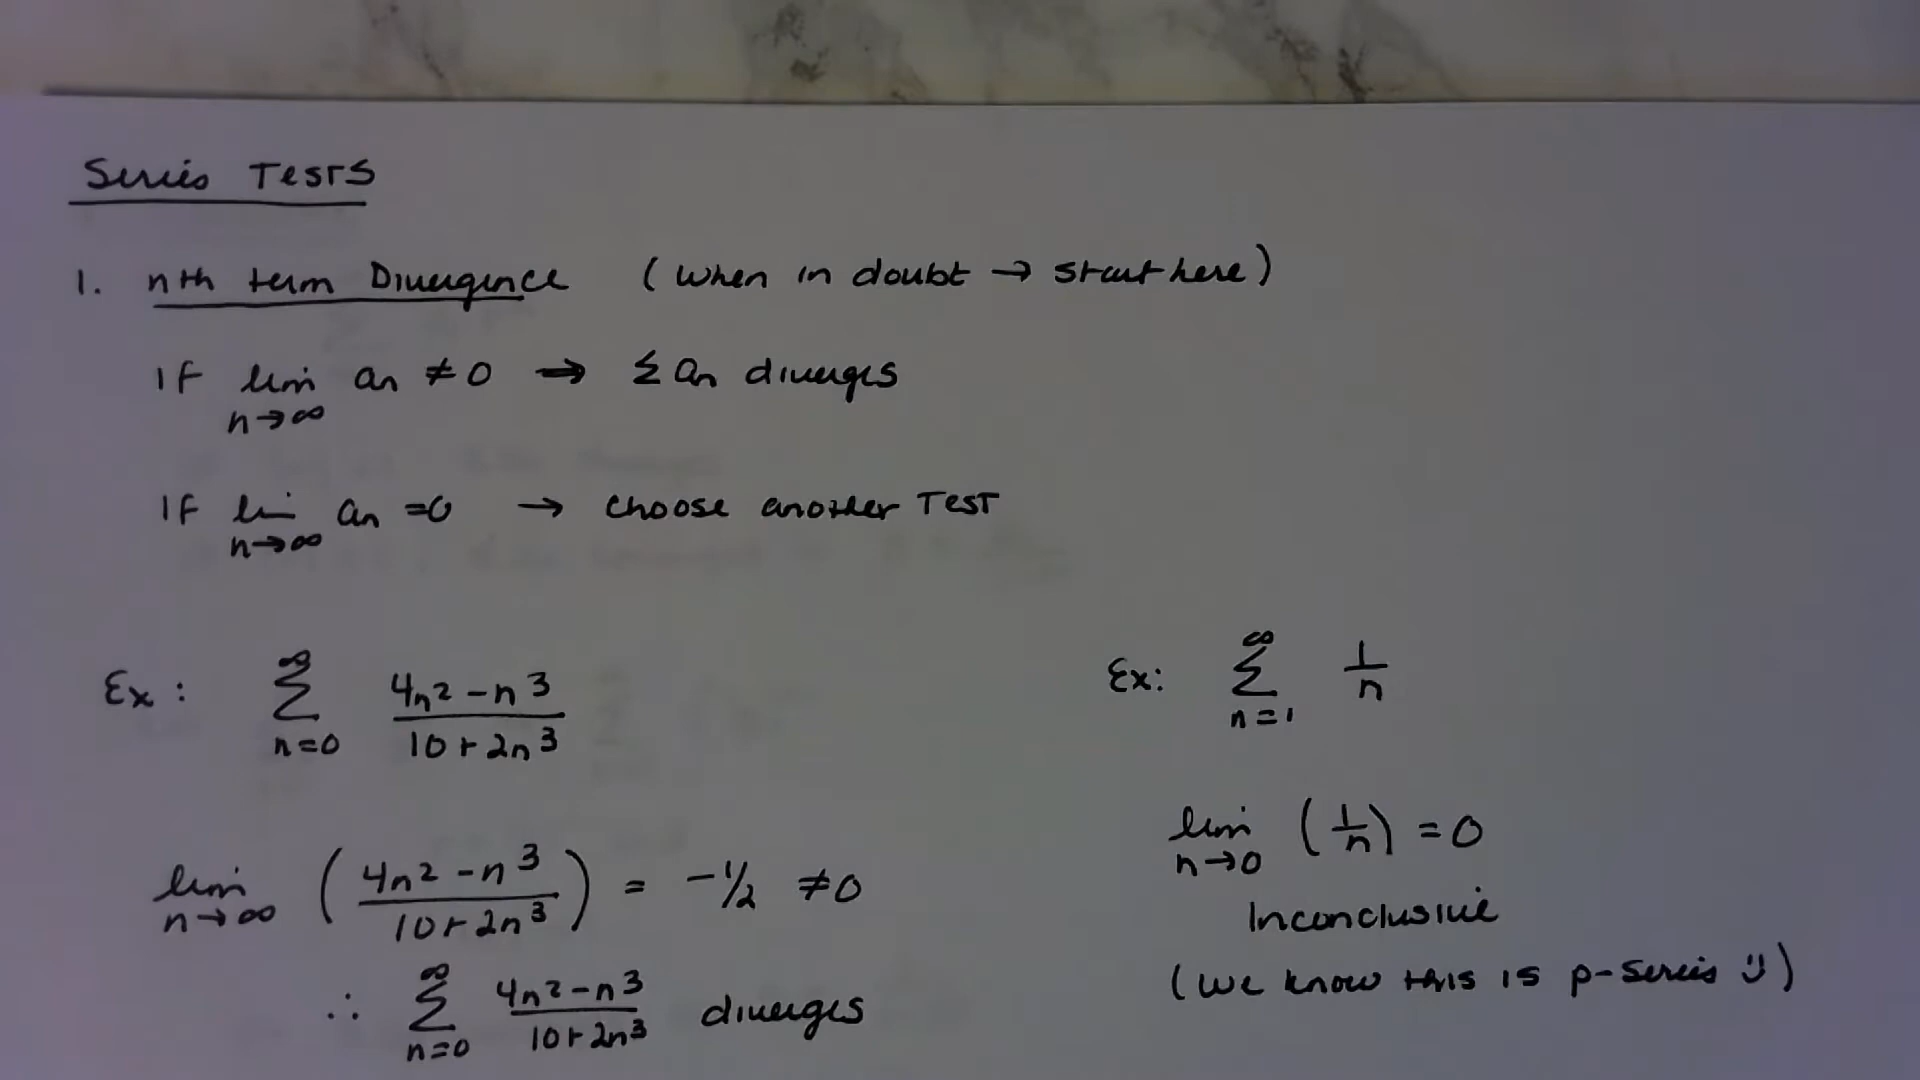 Series Tests
1. nth term Divergence (when in doubt → start here)
If lim an ≠ 0 → Σ an diverges
n→∞
If lim an = 0 → choose another Test
n→∞
Ex: ∞ Σ n=0 (4n² - n³)/(10 + 2n³)
lim n→∞ ((4n² - n³)/(10 + 2n³)) = -1/2 ≠ 0
∴ ∞ Σ n=0 (4n² - n³)/(10 + 2n³) diverges
Ex: ∞ Σ n=1 1/n
lim n→0 (1/n) = 0
Inconclusive
(we know this is p-series ☺)